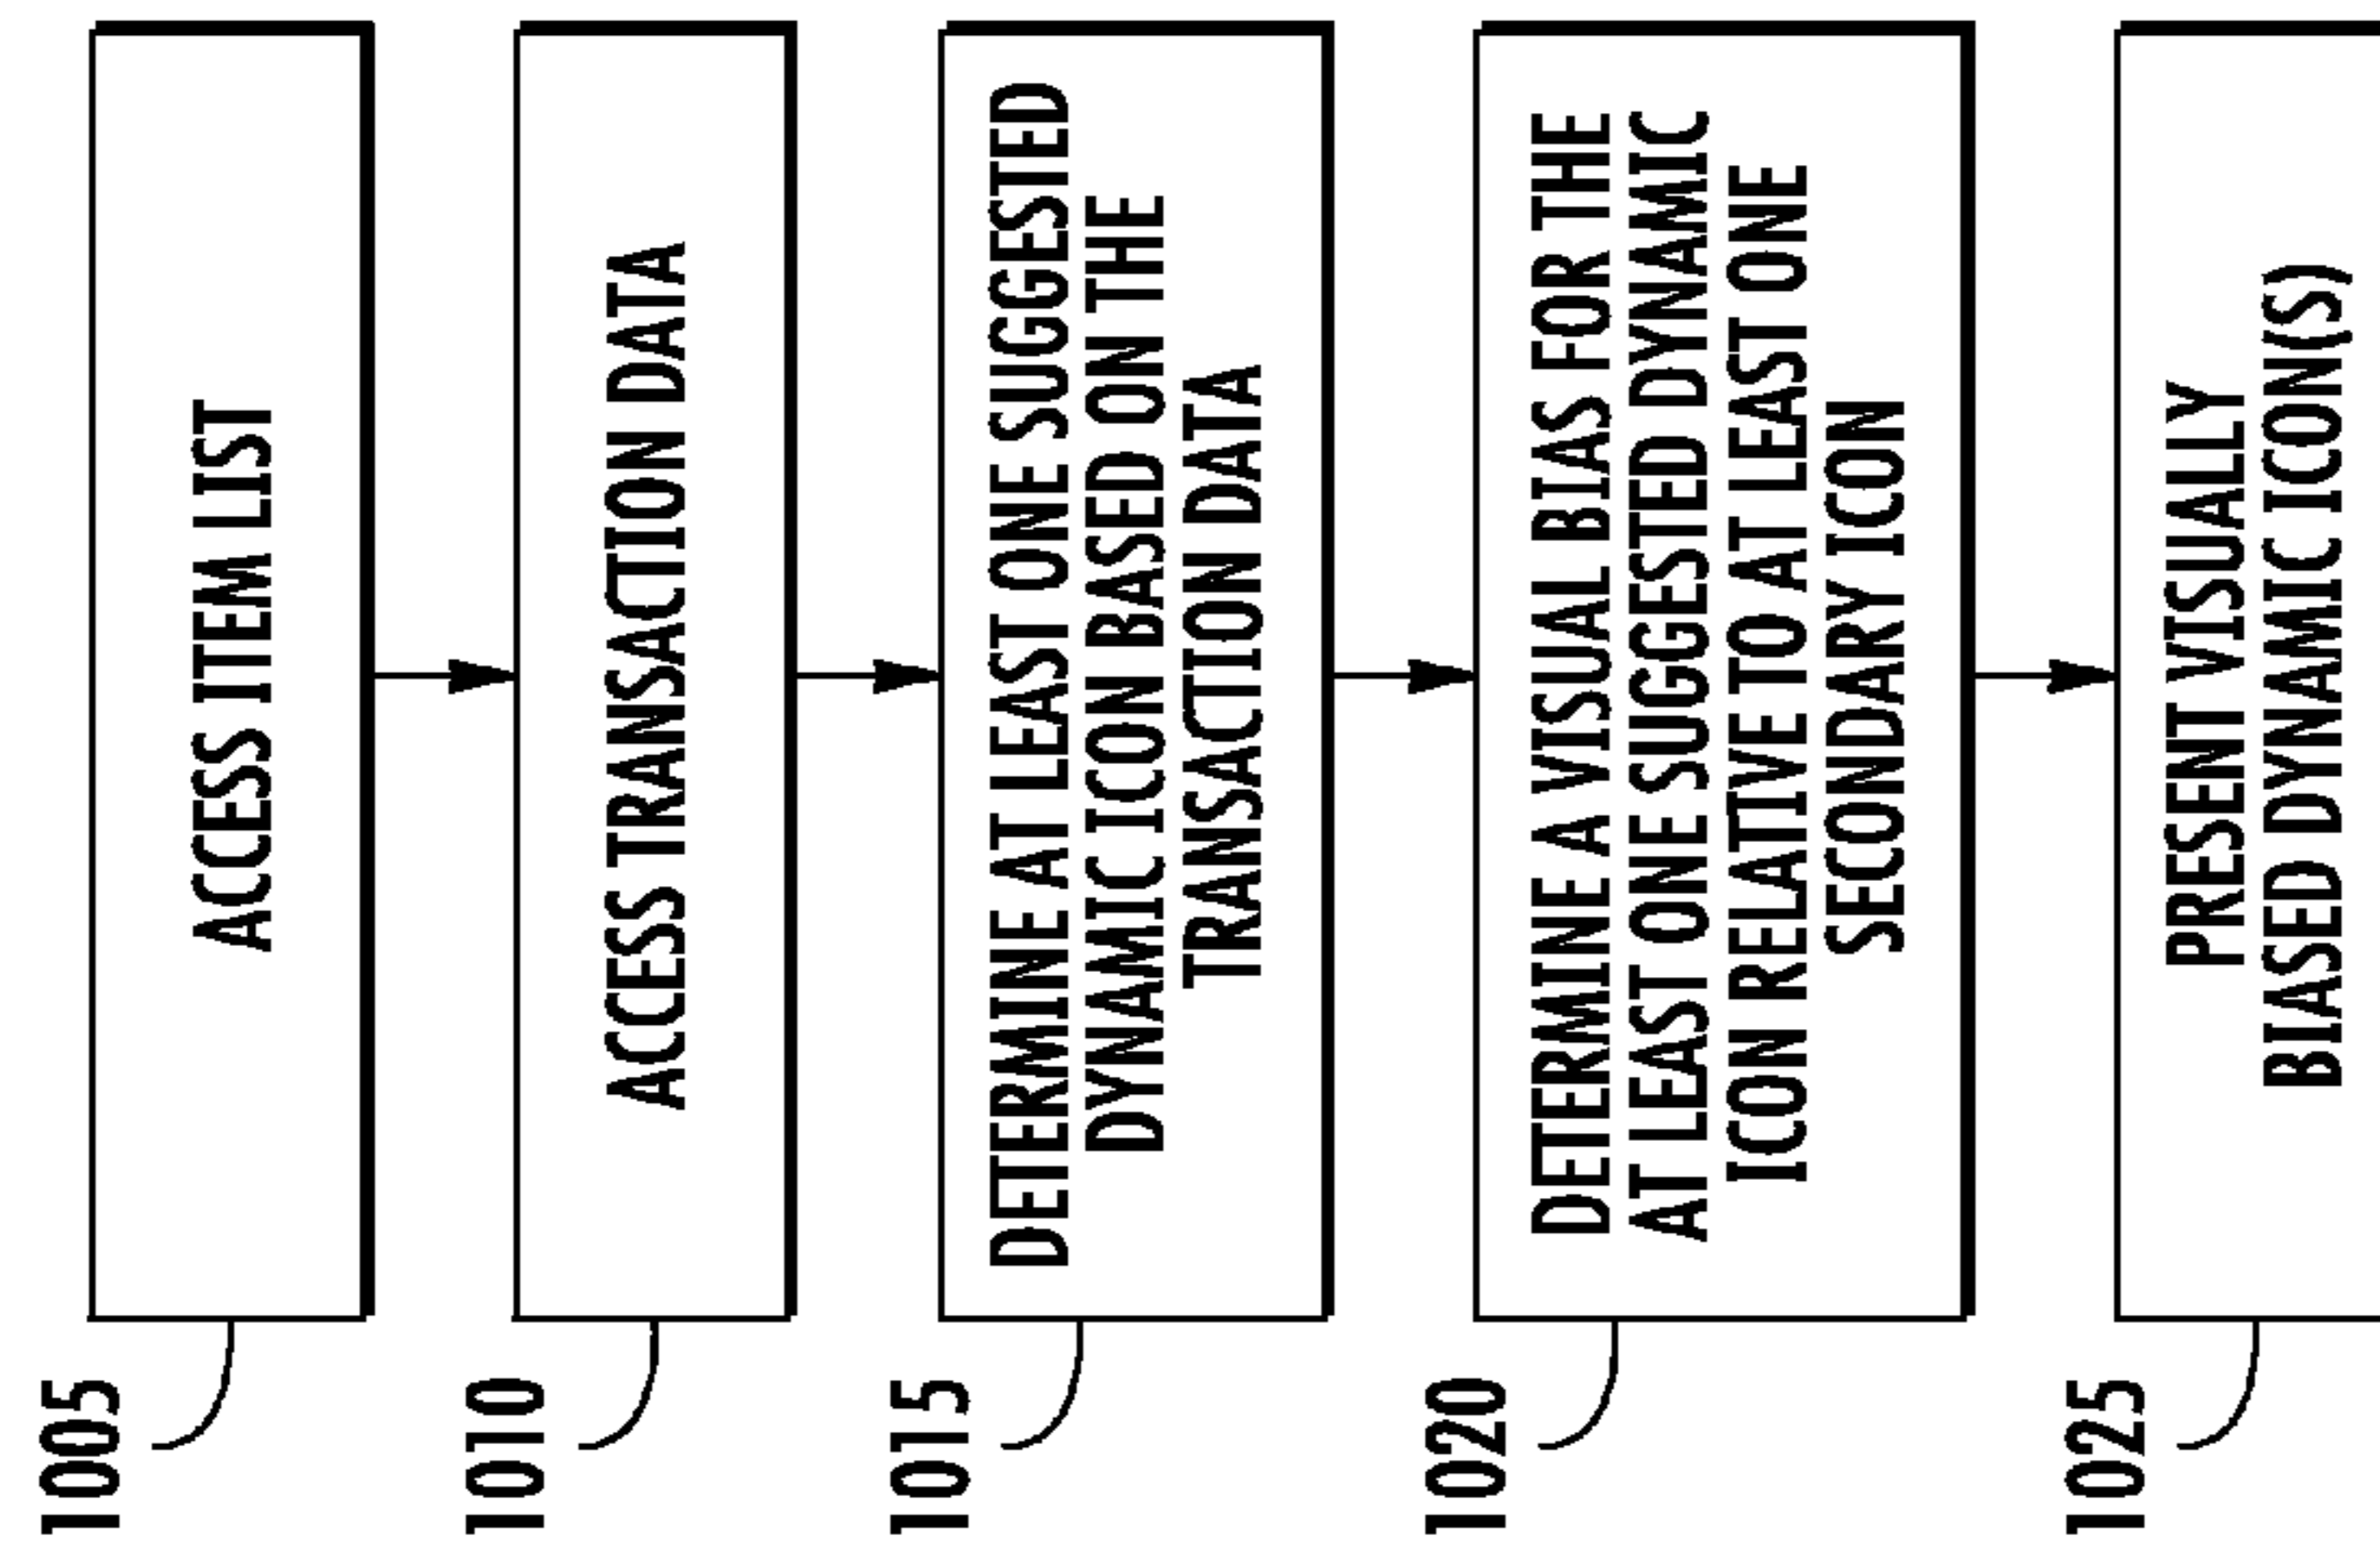 1005
ACCESS ITEM LIST
1010
ACCESS TRANSACTION DATA
1015
DETERMINE AT LEAST ONE SUGGESTED
DYNAMIC ICON BASED ON THE
TRANSACTION DATA
1020
DETERMINE A VISUAL BIAS FOR THE
AT LEAST ONE SUGGESTED DYNAMIC
ICON RELATIVE TO AT LEAST ONE
SECONDARY ICON
1025
PRESENT VISUALLY
BIASED DYNAMIC ICON(S)